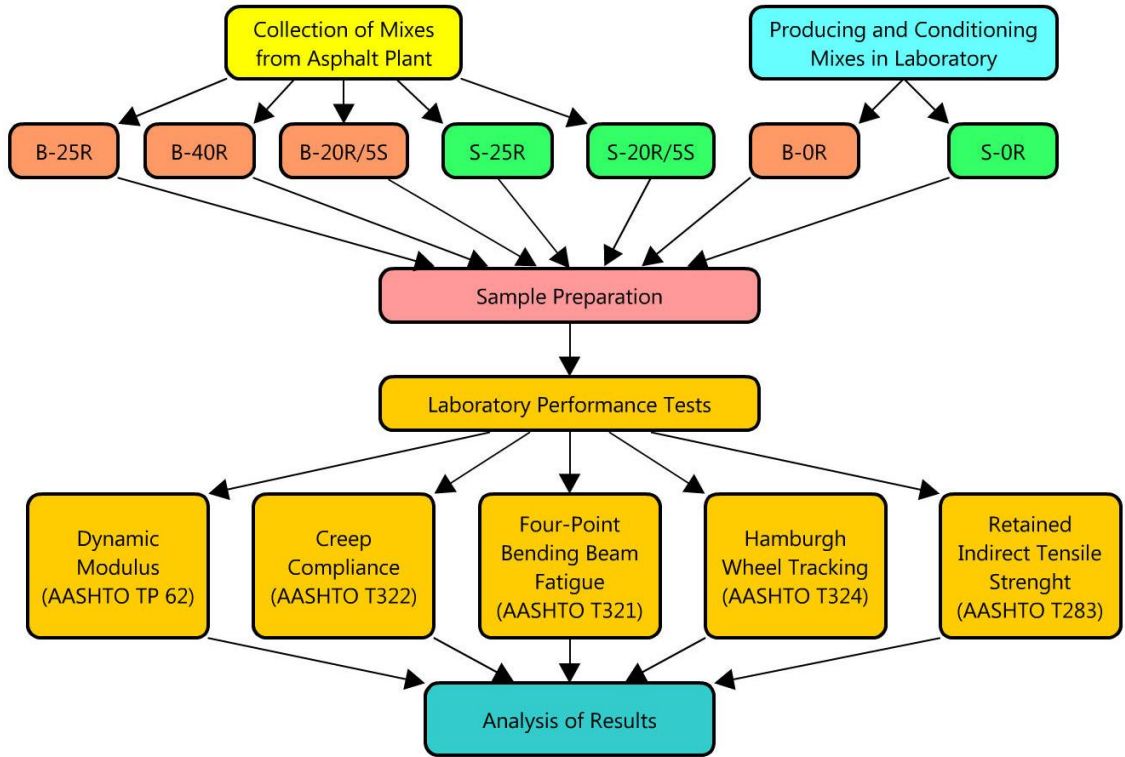 Collection of Mixes
from Asphalt Plant
Producing and Conditioning
Mixes in Laboratory
B-25R
B-40R
B-20R/5S
S-25R
S-20R/5S
B-0R
S-0R
Sample Preparation
Laboratory Performance Tests
Dynamic
Modulus
(AASHTO TP 62)
Creep
Compliance
(AASHTO T322)
Four-Point
Bending Beam
Fatigue
(AASHTO T321)
Hamburgh
Wheel Tracking
(AASHTO T324)
Retained
Indirect Tensile
Strenght
(AASHTO T283)
Analysis of Results